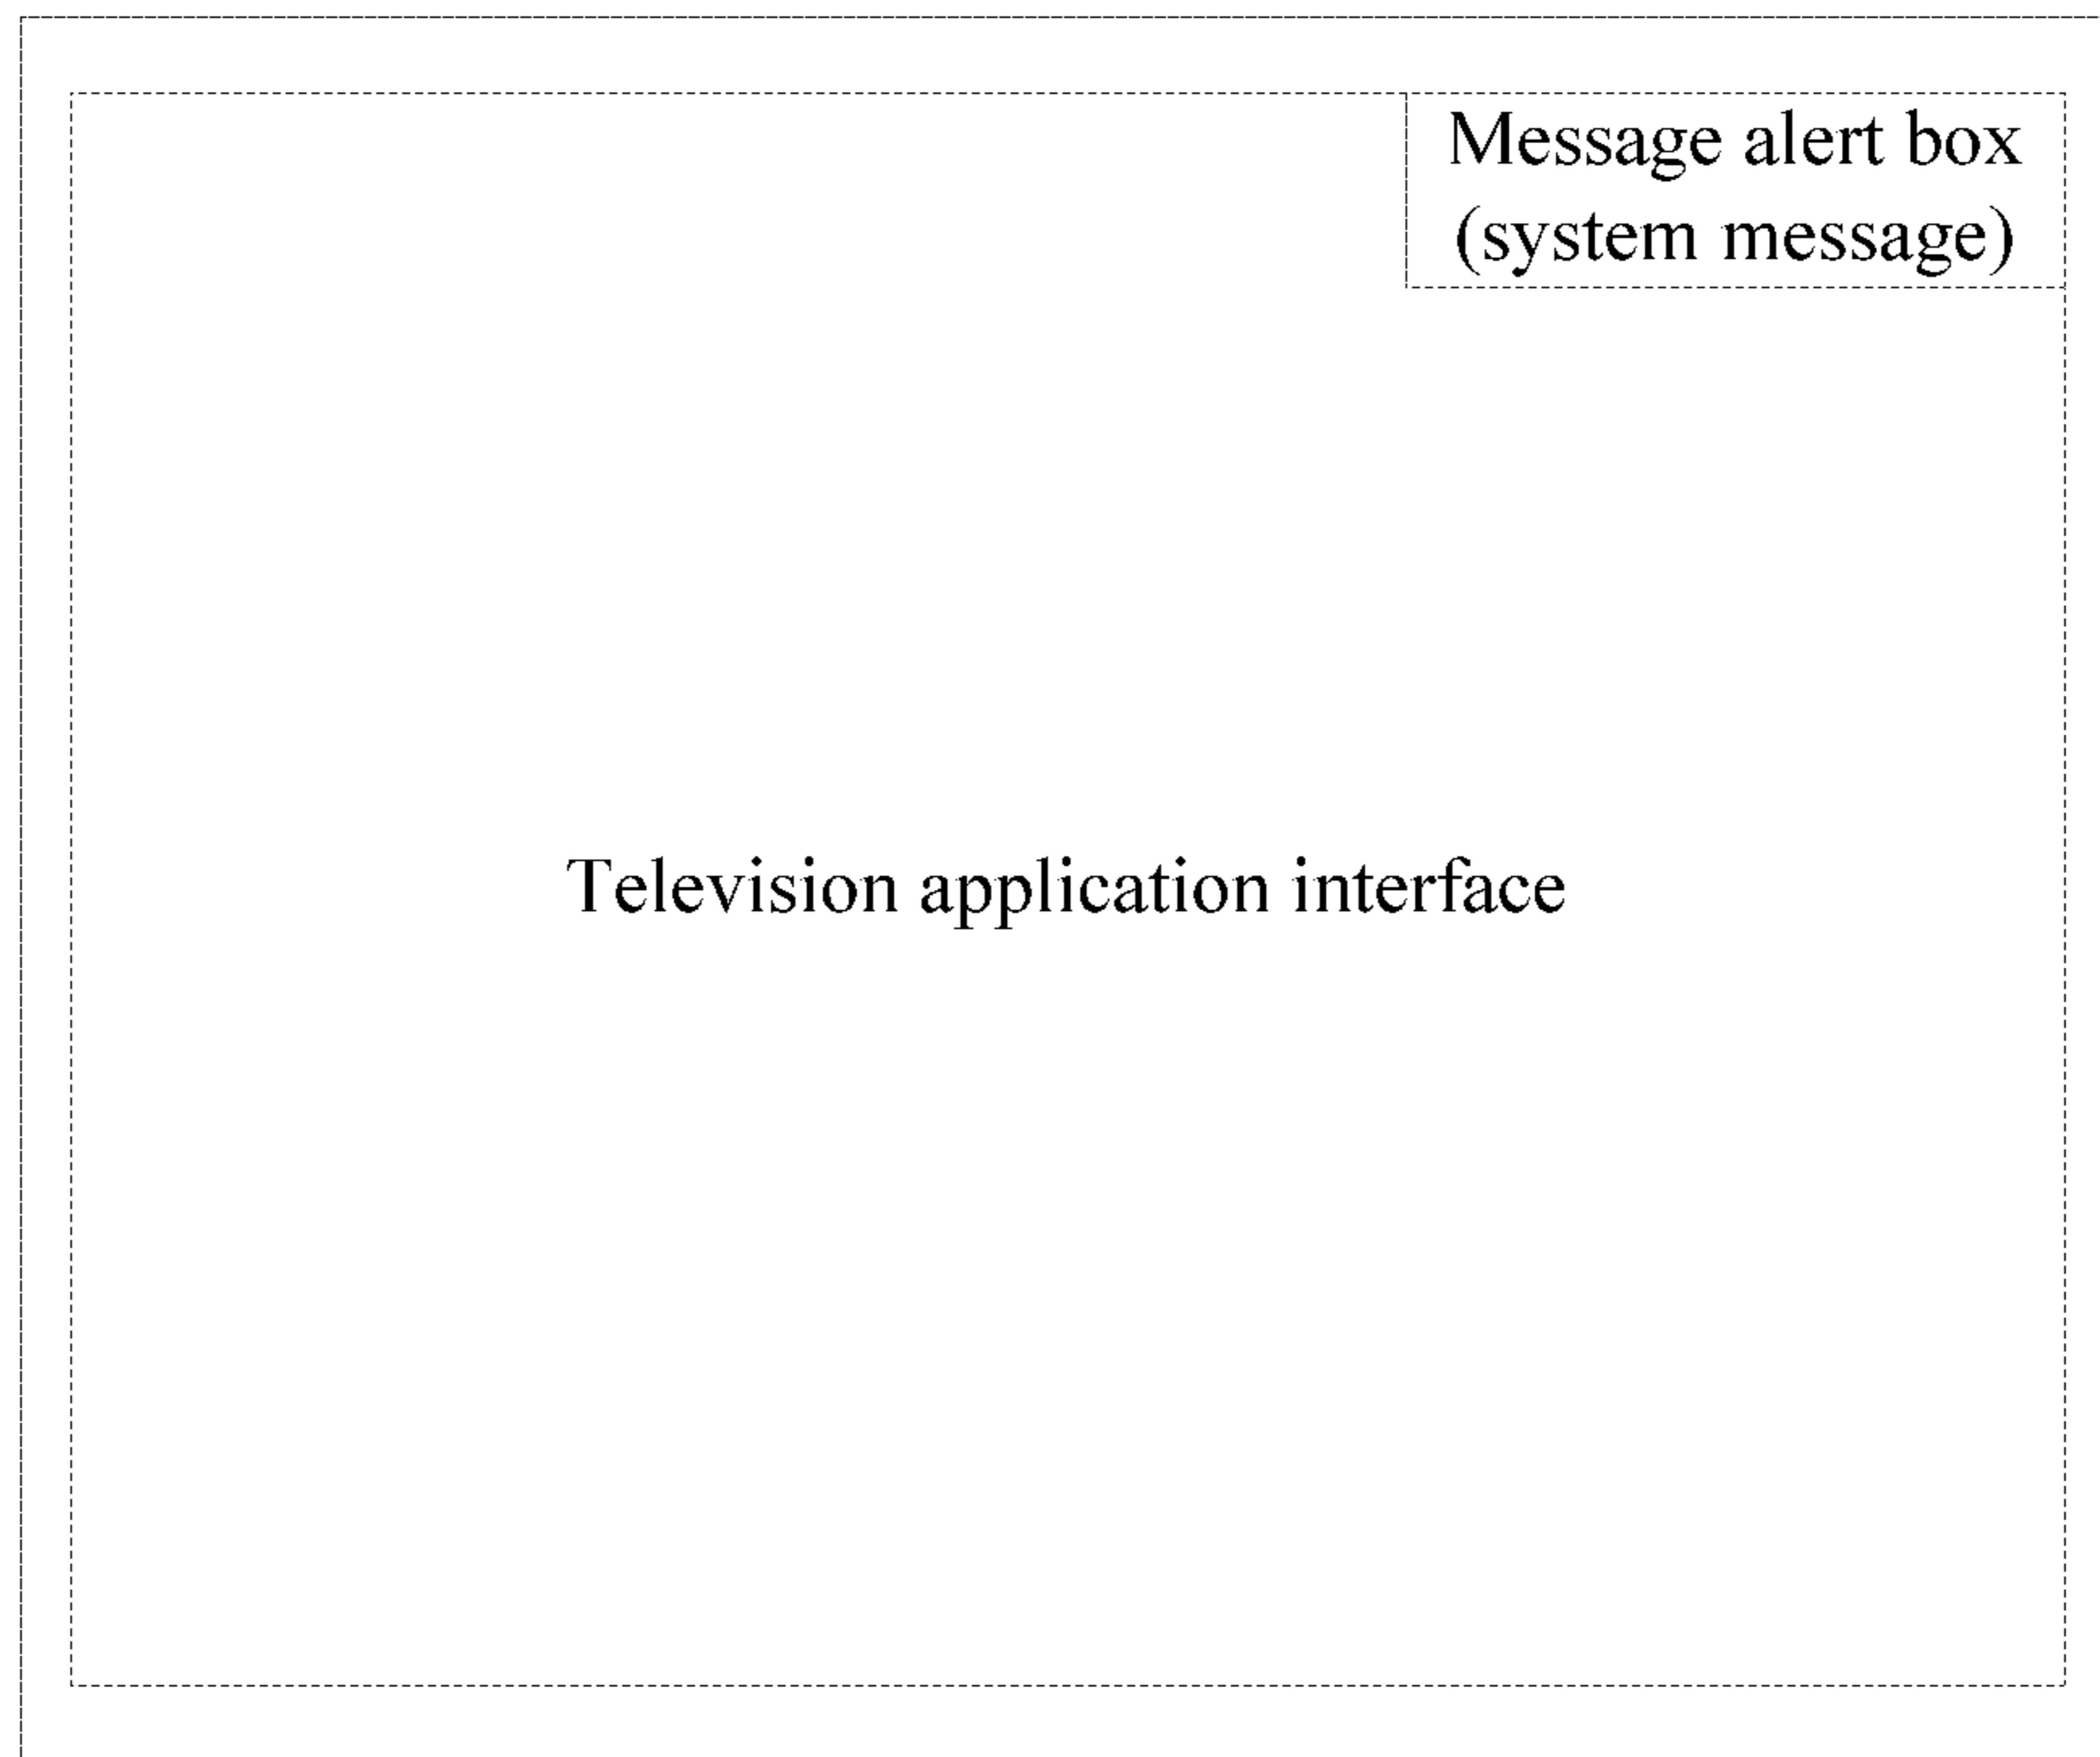 Message alert box
(system message)
Television application interface